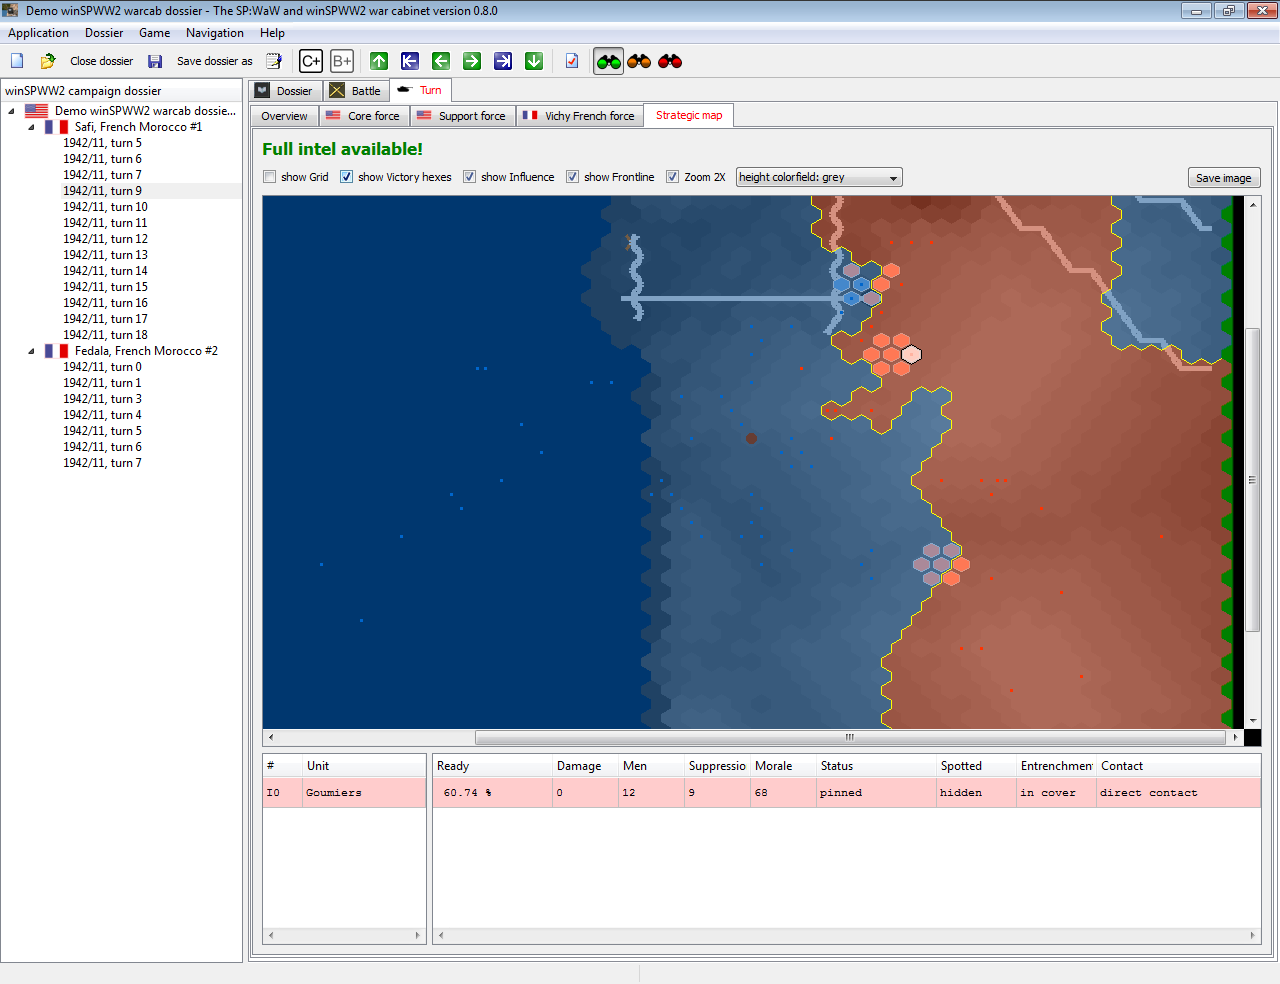 Demo winSPWW2 warcab dossier - The SP:WaW and winSPWW2 war cabinet version 0.8.0
Application Dossier Game Navigation Help
Close dossier Save dossier as C+ B+
winSPWW2 campaign dossier
Demo winSPWW2 warcab dossie...
Safi, French Morocco #1
1942/11, turn 5
1942/11, turn 6
1942/11, turn 7
1942/11, turn 9
1942/11, turn 10
1942/11, turn 11
1942/11, turn 12
1942/11, turn 13
1942/11, turn 14
1942/11, turn 15
1942/11, turn 16
1942/11, turn 17
1942/11, turn 18
Fedala, French Morocco #2
1942/11, turn 0
1942/11, turn 1
1942/11, turn 3
1942/11, turn 4
1942/11, turn 5
1942/11, turn 6
1942/11, turn 7
Dossier Battle Turn
Overview Core force Support force Vichy French force Strategic map
Full intel available!
show Grid show Victory hexes show Influence show Frontline Zoom 2X height colorfield: grey Save image
# Unit Ready Damage Men Suppressio Morale Status Spotted Entrenchmen Contact
I0 Goumiers 60.74 % 0 12 9 68 pinned hidden in cover direct contact